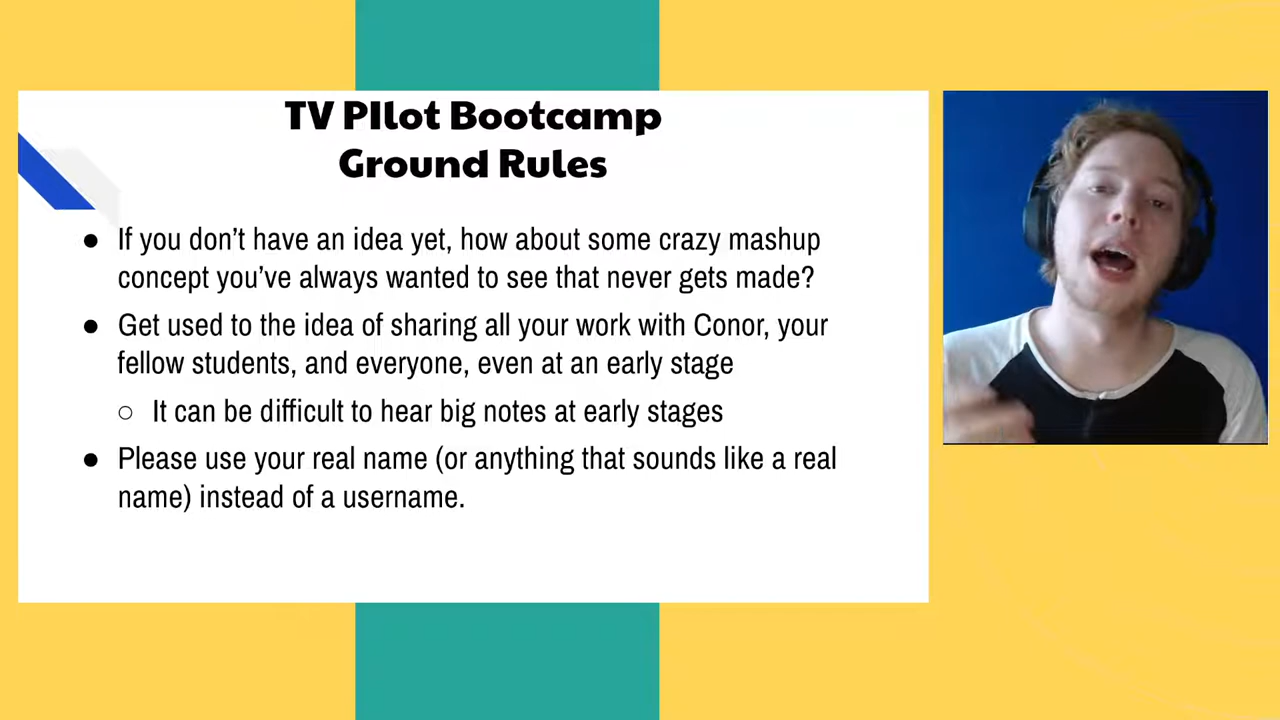 TV PIlot Bootcamp
Ground Rules
● If you don’t have an idea yet, how about some crazy mashup
concept you’ve always wanted to see that never gets made?
● Get used to the idea of sharing all your work with Conor, your
fellow students, and everyone, even at an early stage
○ It can be difficult to hear big notes at early stages
● Please use your real name (or anything that sounds like a real
name) instead of a username.